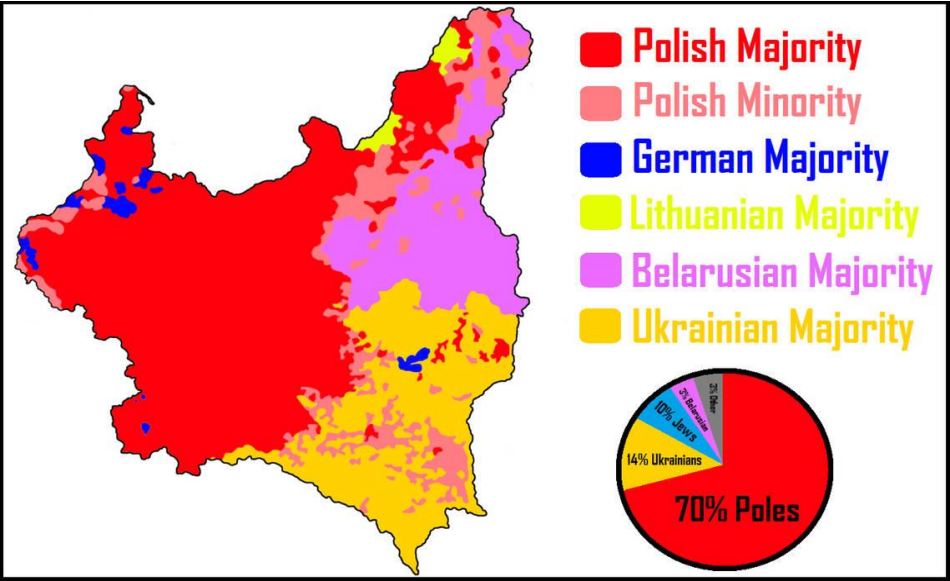 Polish Majority
Polish Minority
German Majority
Lithuanian Majority
Belarusian Majority
Ukrainian Majority
3% Other
3% Belarusian
10% Jews
14% Ukrainians
70% Poles